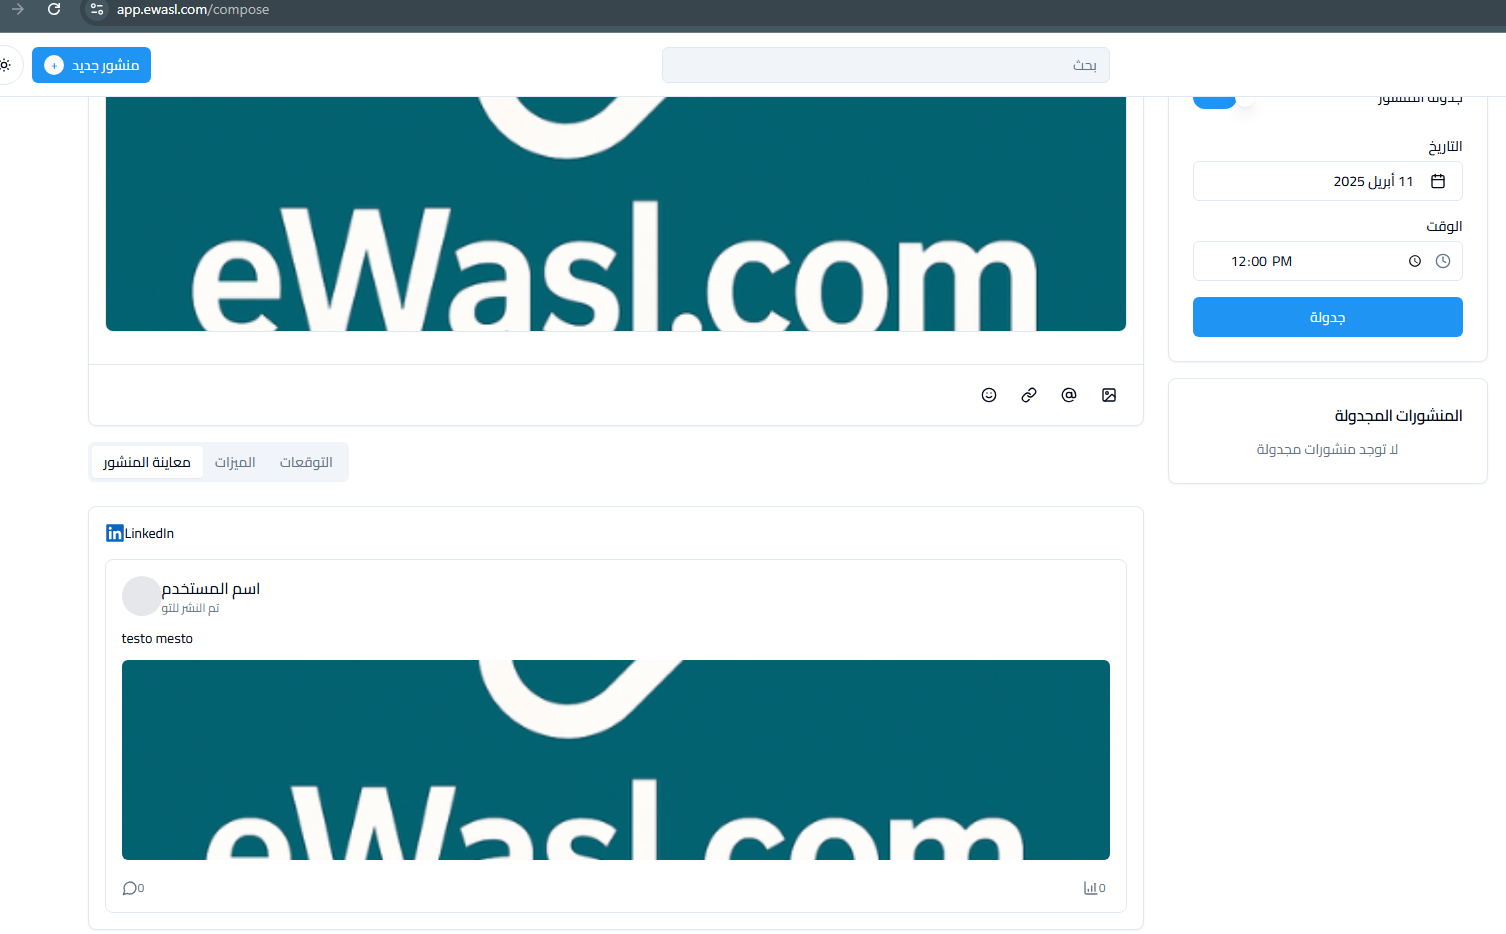 app.ewasl.com/compose
منشور جديد
بحث
جدولة المنشور
التاريخ
11 أبريل 2025
الوقت
12:00 PM
جدولة
المنشورات المجدولة
لا توجد منشورات مجدولة
eWasl.com
معاينة المنشور
الميزات
التوقعات
LinkedIn
اسم المستخدم
تم النشر للتو
testo mesto
eWasl.com
0
0